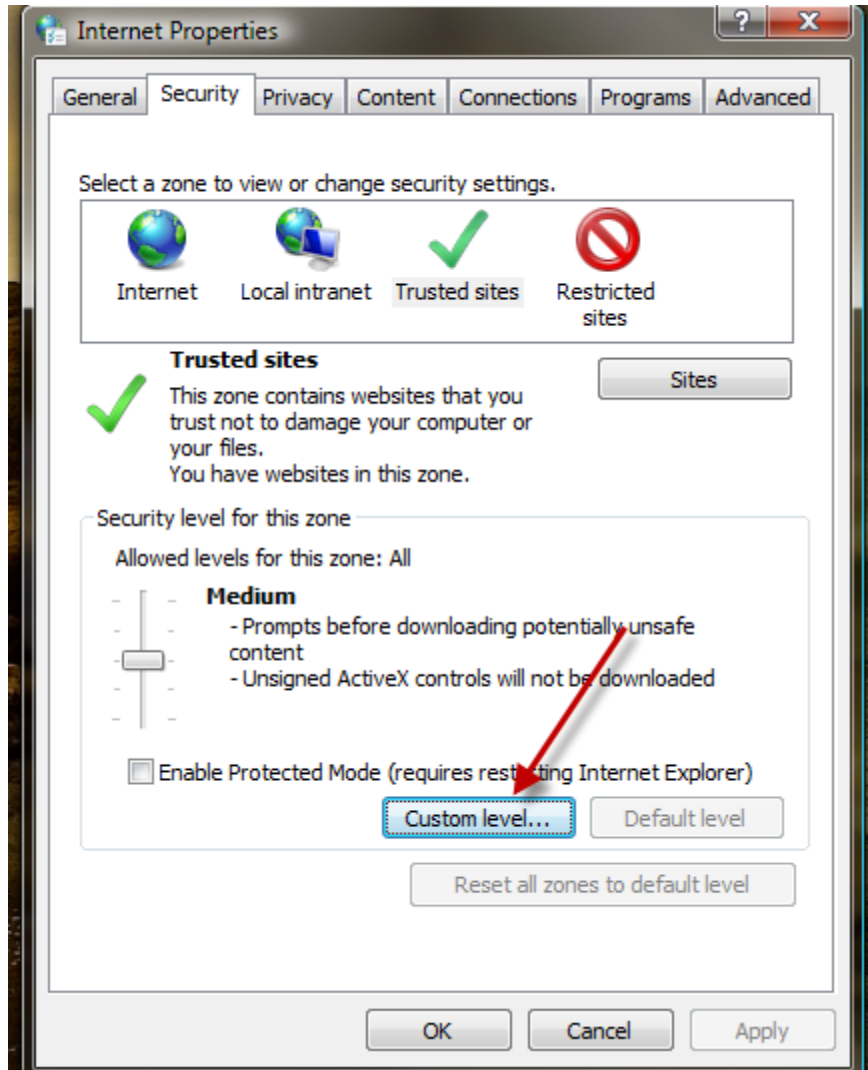 Internet Properties
?
X
General Security Privacy Content Connections Programs Advanced
Select a zone to view or change security settings.
Internet Local intranet Trusted sites Restricted
sites
Trusted sites
Sites
This zone contains websites that you
trust not to damage your computer or
your files.
You have websites in this zone.
Security level for this zone
Allowed levels for this zone: All
Medium
- Prompts before downloading potentially unsafe
content
- Unsigned ActiveX controls will not be downloaded
Enable Protected Mode (requires restarting Internet Explorer)
Custom level... Default level
Reset all zones to default level
OK Cancel Apply